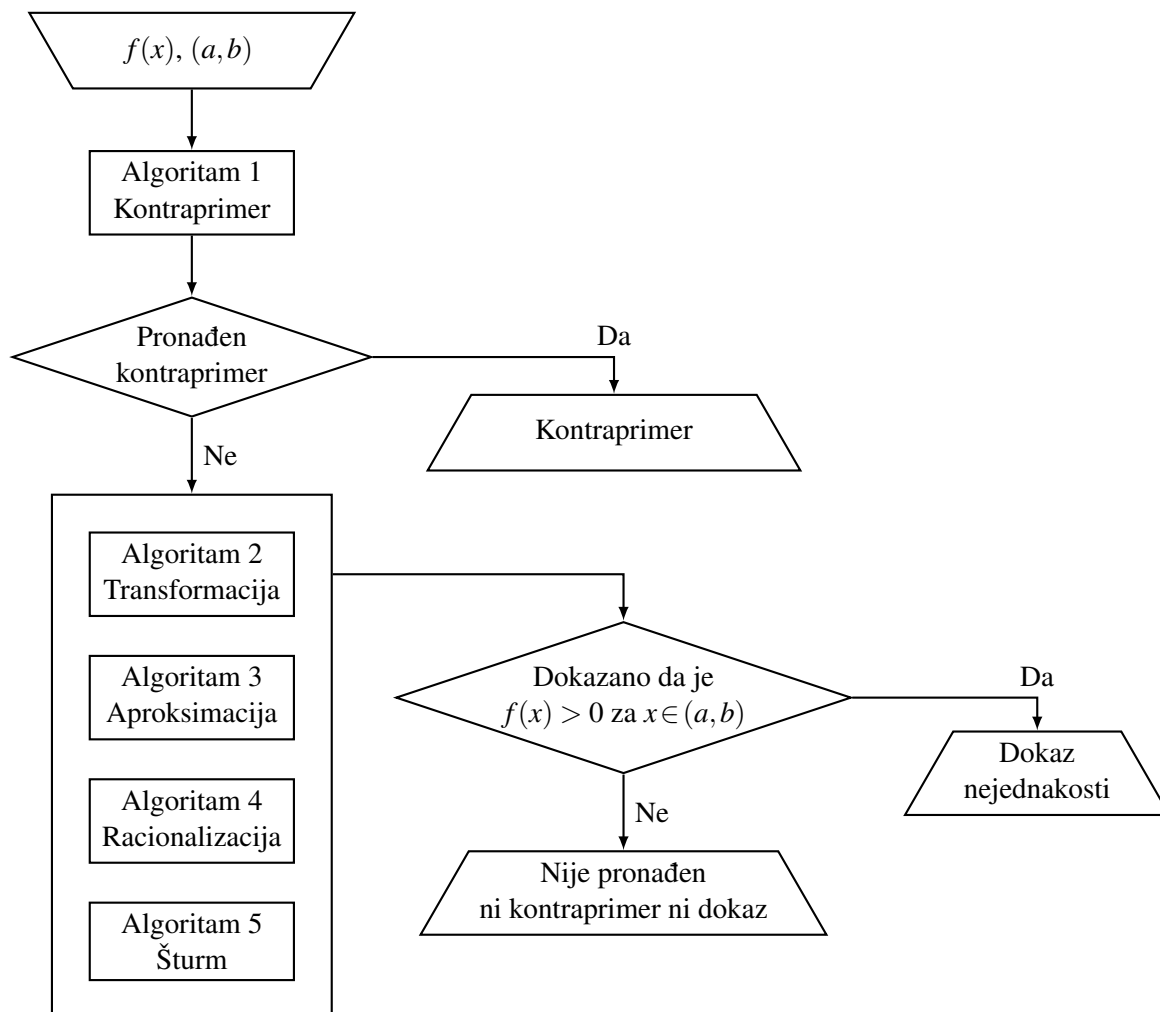 f(x), (a,b)
Algoritam 1
Kontraprimer
Pronađen
kontraprimer
Da
Kontraprimer
Ne
Algoritam 2
Transformacija
Algoritam 3
Aproksimacija
Algoritam 4
Racionalizacija
Algoritam 5
Šturm
Dokazano da je
f(x) > 0 za x∈(a,b)
Da
Dokaz
nejednakosti
Ne
Nije pronađen
ni kontraprimer ni dokaz